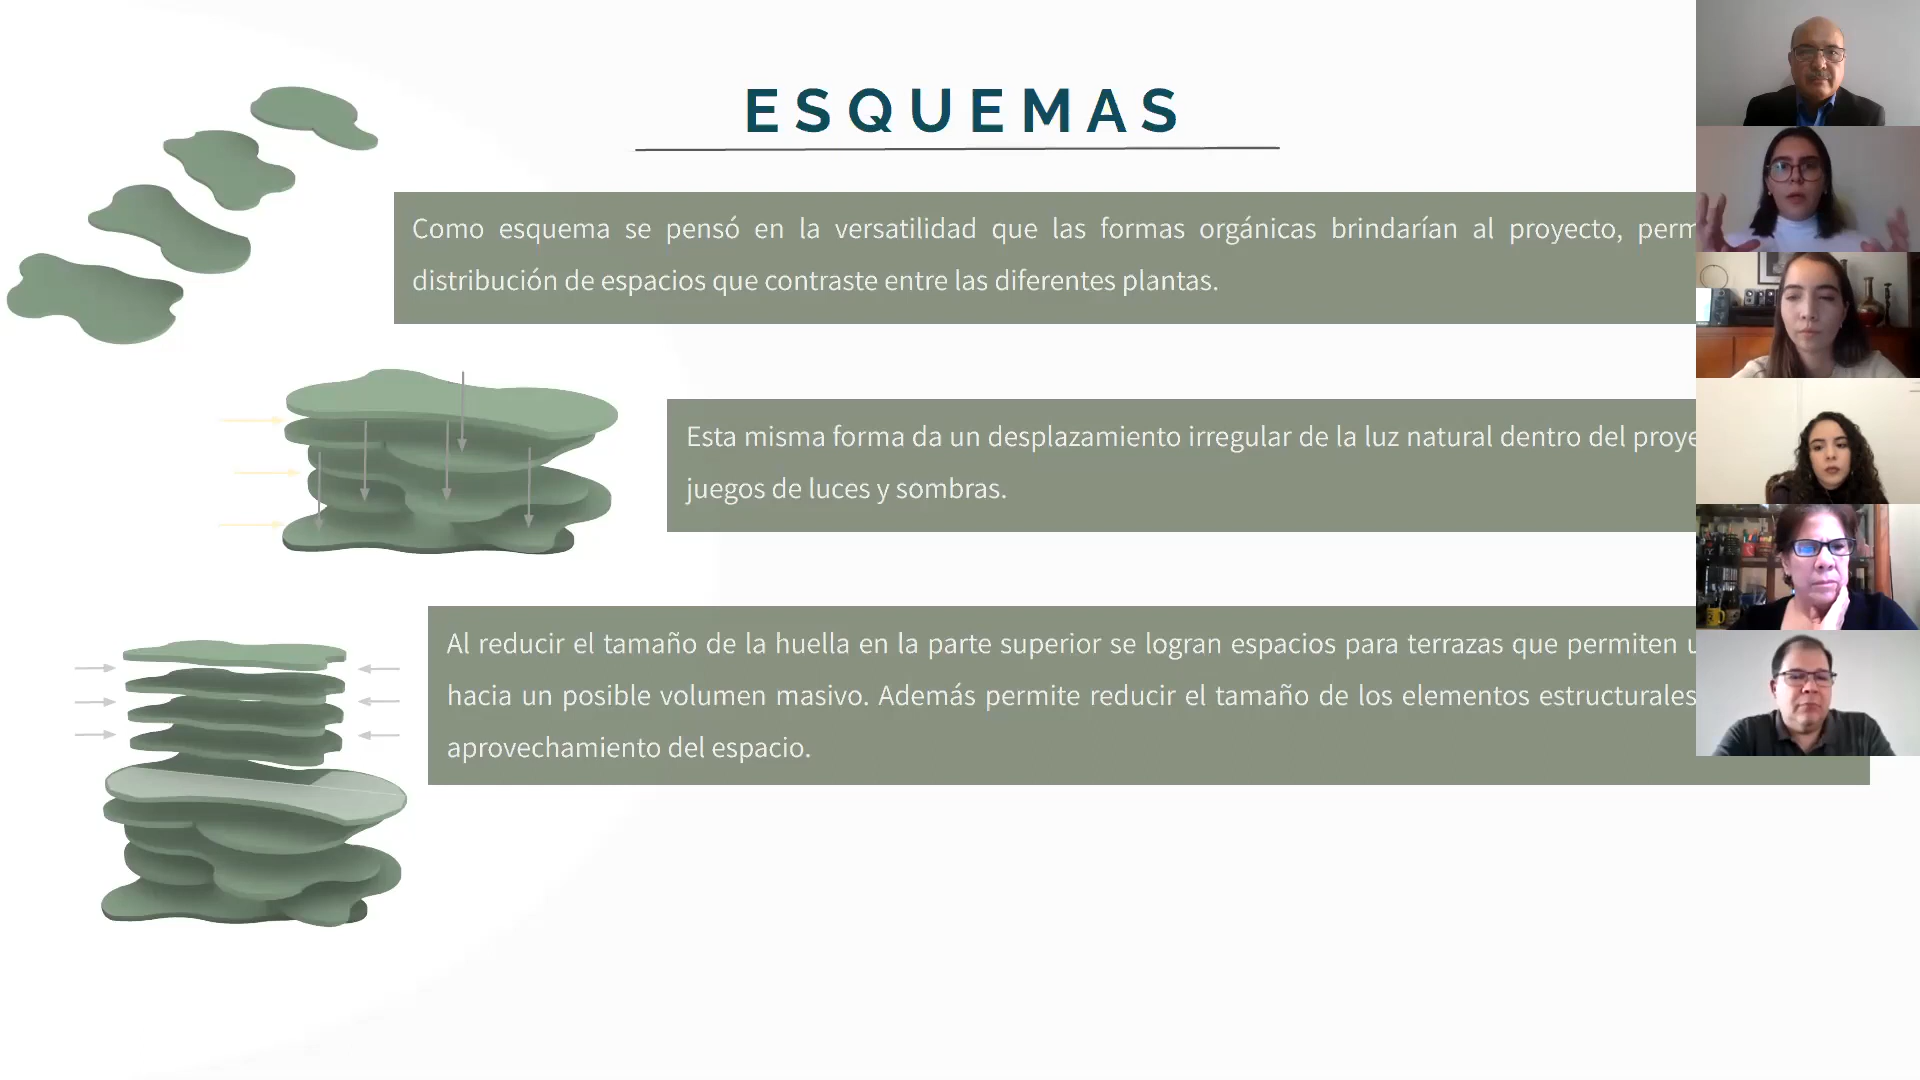 ESQUEMAS
Como esquema se pensó en la versatilidad que las formas orgánicas brindarían al proyecto,
distribución de espacios que contraste entre las diferentes plantas.
Esta misma forma da un desplazamiento irregular de la luz natural dentro del
juegos de luces y sombras.
Al reducir el tamaño de la huella en la parte superior se logran espacios para terrazas que permiten
hacia un posible volumen masivo. Además permite reducir el tamaño de los elementos estructurales
aprovechamiento del espacio.